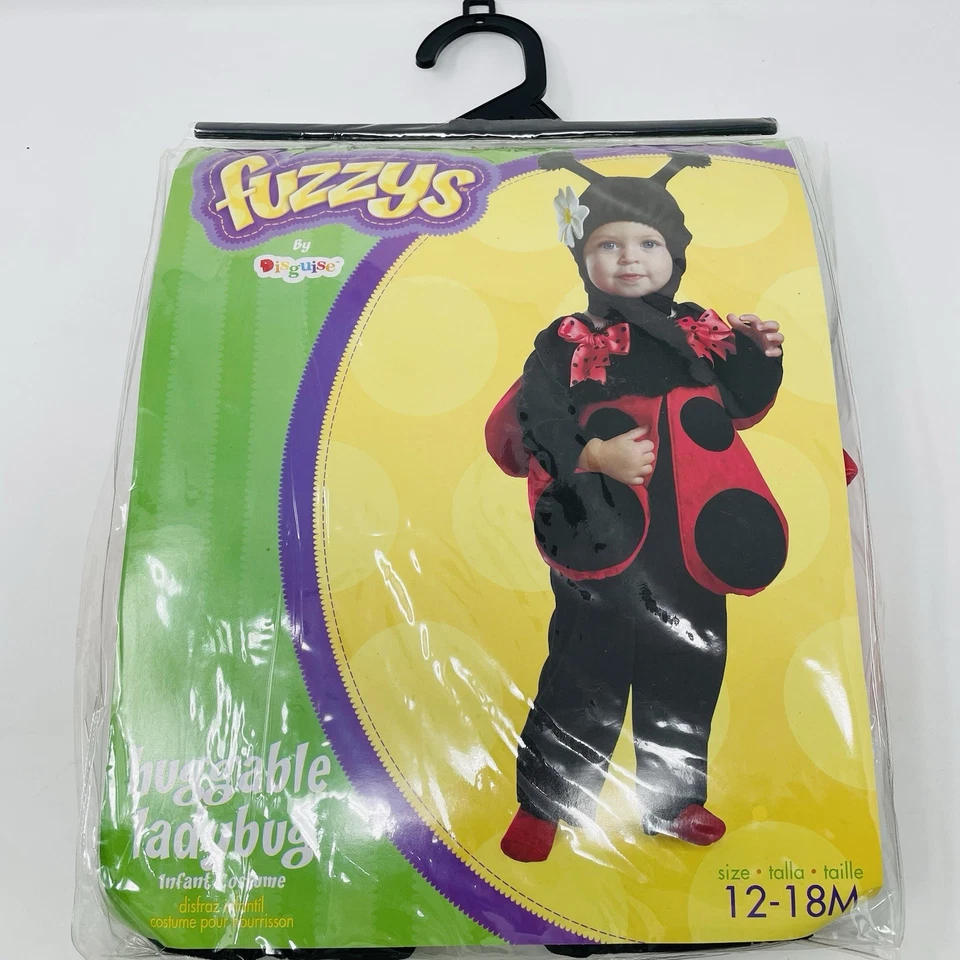 fuzzys
By
Disguise
huggable
ladybug
Infant Costume
disfraz infantil
costume pour nourrisson
size • talla • taille
12-18M